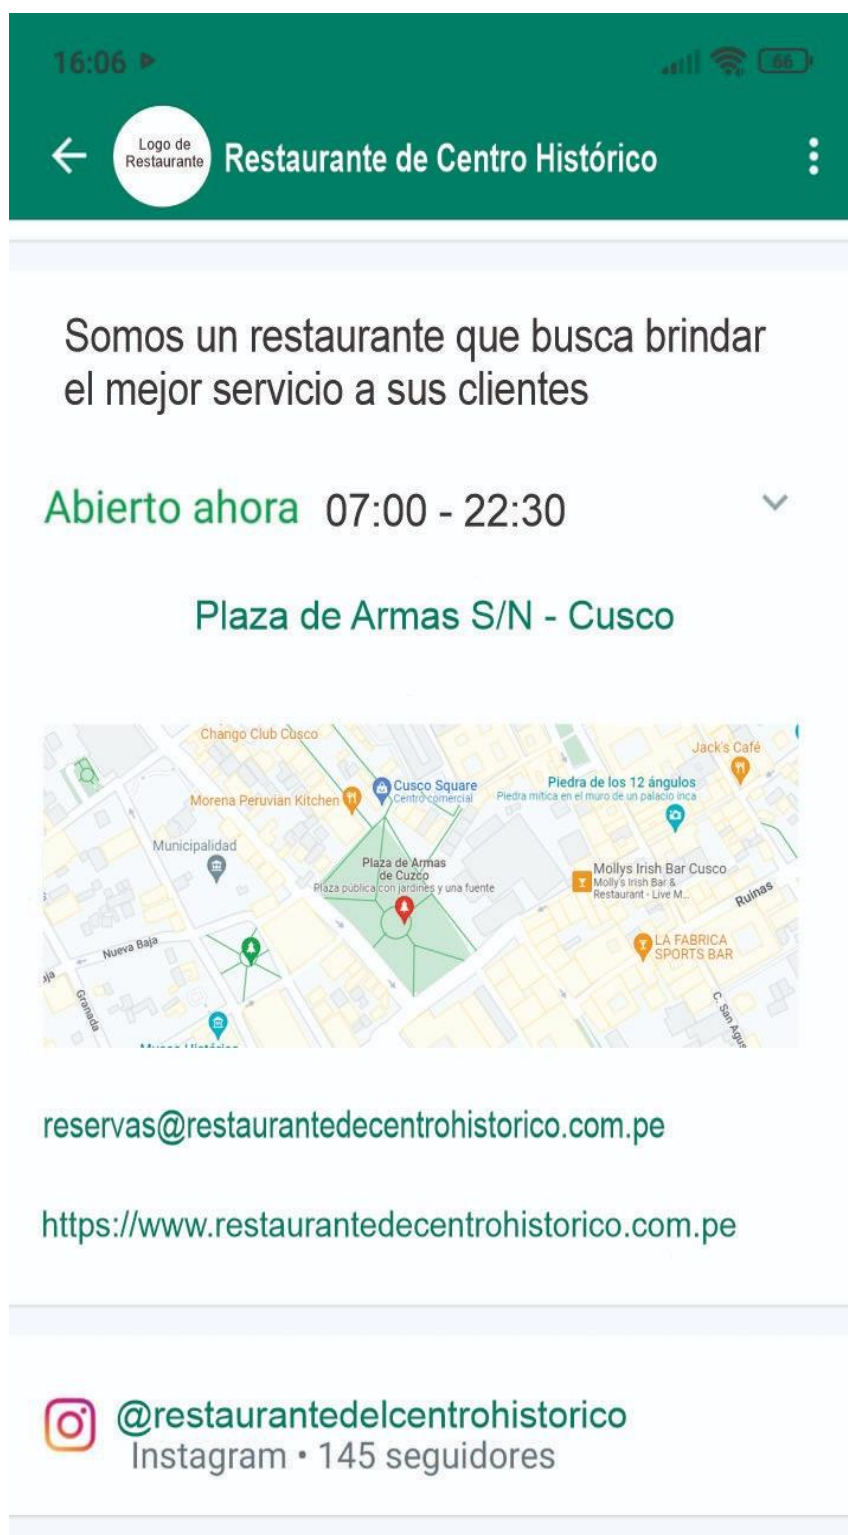 16:06
66
Logo de
Restaurante
Restaurante de Centro Histórico
Somos un restaurante que busca brindar
el mejor servicio a sus clientes
Abierto ahora 07:00 - 22:30
Plaza de Armas S/N - Cusco
Chango Club Cusco
Jack's Café
Cusco Square
Centro comercial
Piedra de los 12 ángulos
Piedra mítica en el muro de un palacio inca
Morena Peruvian Kitchen
Municipalidad
Plaza de Armas
de Cuzco
Plaza pública con jardines y una fuente
Mollys Irish Bar Cusco
Molly's Irish Bar &
Restaurant - Live M...
Ruinas
Nueva Baja
LA FABRICA
SPORTS BAR
Granada
C. San Agus
reservas@restaurantedecentrohistorico.com.pe
https://www.restaurantedecentrohistorico.com.pe
@restaurantedelcentrohistorico
Instagram • 145 seguidores